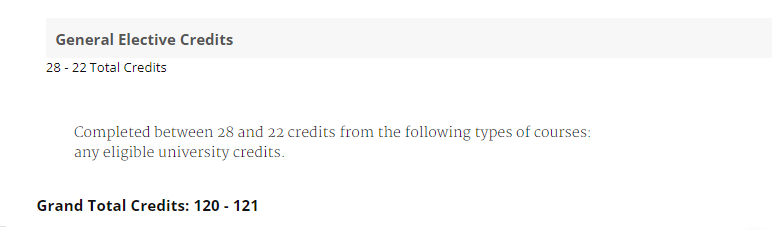 General Elective Credits
28 - 22 Total Credits
Completed between 28 and 22 credits from the following types of courses:
any eligible university credits.
Grand Total Credits: 120 - 121